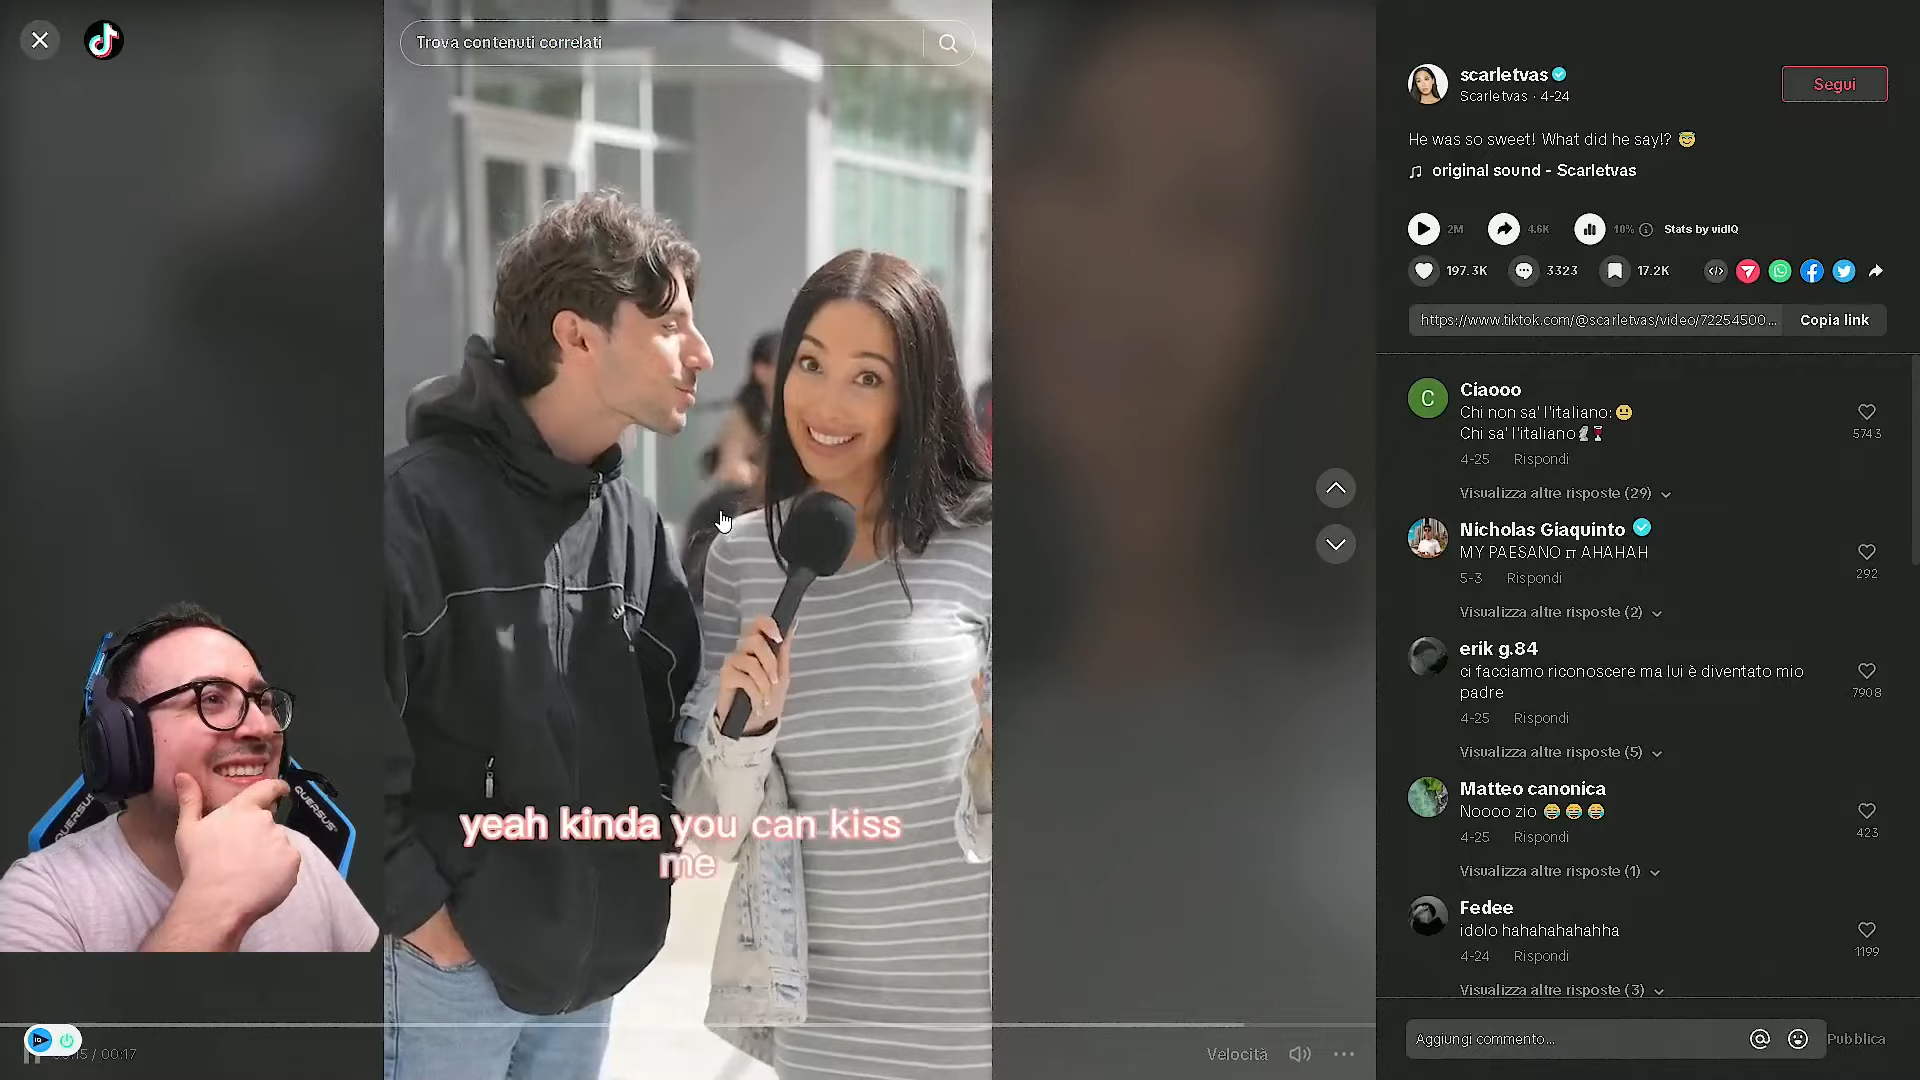 Trova contenuti correlati
scarletvas
Scarletvas · 4-24
Segui
He was so sweet! What did he say!?
original sound - Scarletvas
2M
4.6K
10%
Stats by vidIQ
197.3K
3323
17.2K
https://www.tiktok.com/@scarletvas/video/72254500...
Copia link
C
Ciaooo
Chi non sa' l'italiano:
Chi sa' l'italiano
5743
4-25
Rispondi
Visualizza altre risposte (29)
Nicholas Giaquinto
MY PAESANO IT AHAHAH
292
5-3
Rispondi
Visualizza altre risposte (2)
erik g.84
ci facciamo riconoscere ma lui è diventato mio
padre
7908
4-25
Rispondi
Visualizza altre risposte (5)
Matteo canonica
Noooo zio
423
4-25
Rispondi
Visualizza altre risposte (1)
Fedee
idolo hahahahahahha
1199
4-24
Rispondi
Visualizza altre risposte (3)
Aggiungi commento...
Pubblica
yeah kinda you can kiss
me
QUERSUS
QUERSUS
/ 00:17
Velocità